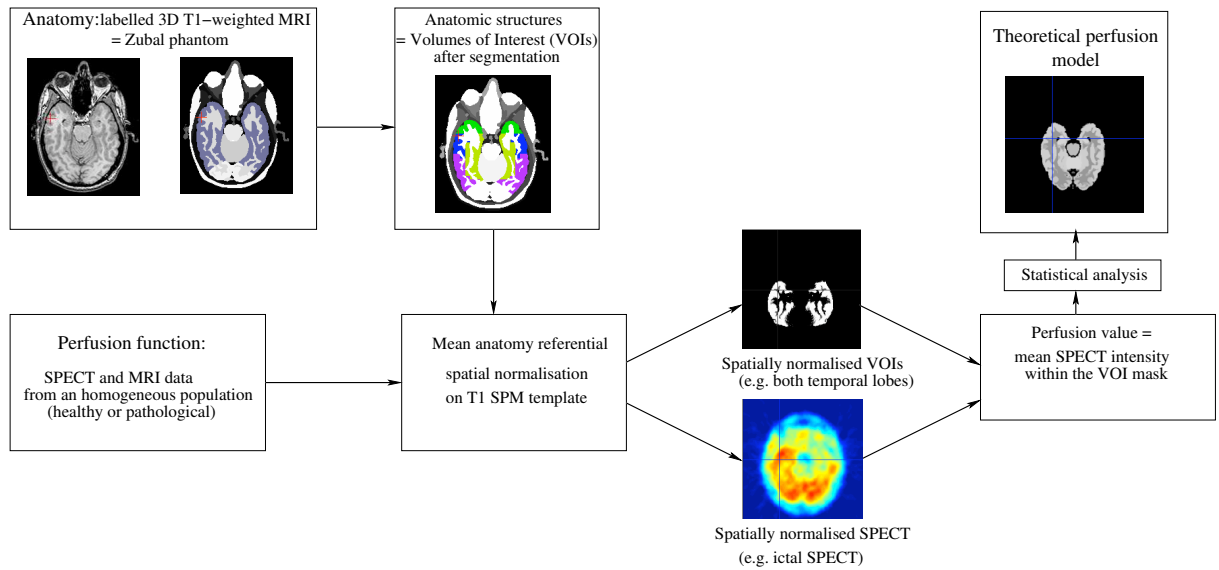 Anatomy:labelled 3D T1−weighted MRI
= Zubal phantom
Anatomic structures
= Volumes of Interest (VOIs)
after segmentation
Theoretical perfusion
model
Statistical analysis
Perfusion function:
SPECT and MRI data
from an homogeneous population
(healthy or pathological)
Mean anatomy referential
spatial normalisation
on T1 SPM template
Spatially normalised VOIs
(e.g. both temporal lobes)
Perfusion value =
mean SPECT intensity
within the VOI mask
Spatially normalised SPECT
(e.g. ictal SPECT)